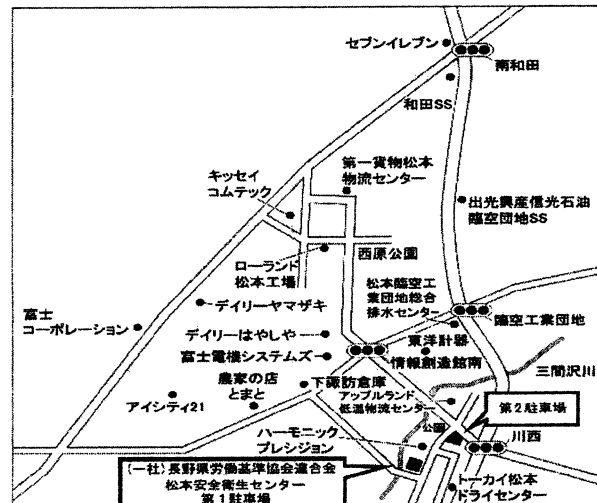 セブンイレブン
南和田
和田SS
第一貨物松本
物流センター
キッセイ
コムテック
出光興産信光石油
臨空団地SS
西原公園
ローランド
松本工場
松本臨空工
業団地総合
排水センター
デイリーヤマザキ
富士
コーポレーション
臨空工業団地
デイリーはやしや
東洋計器
富士電機システムズ
情報創造館南
三間沢川
農家の店
とまと
下諏訪倉庫
アップルランド
低温物流センター
アイシティ21
第2駐車場
公園
川西
ハーモニック
プレシジョン
(一社)長野県労働基準協会連合会
松本安全衛生センター
第1駐車場
トーカイ松本
ドライセンター